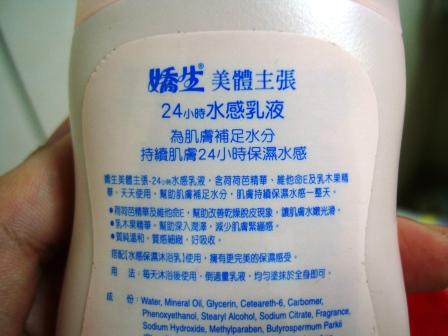 嬌生® 美體主張
24小時水感乳液
為肌膚補足水分
持續肌膚24小時保濕水感
嬌生美體主張-24小時水感乳液，含荷荷芭精華、維他命E及乳木果精
華。天天使用，幫助肌膚補足水分，肌膚持續保濕水感一整天。
●荷荷芭精華及維他命E，幫助改善乾燥脫皮現象，讓肌膚水嫩光滑。
●乳木果精華，幫助深入潤澤，減少肌膚緊繃感。
●質純溫和，質感細緻，好吸收。
搭配【水感保濕沐浴乳】使用，擁有更完美的保濕感受。
用　法：每天沐浴後使用，倒適量乳液，均勻塗抹於全身即可。
成　份：Water, Mineral Oil, Glycerin, Ceteareth-6, Carbomer,
Phenoxyethanol, Stearyl Alcohol, Sodium Citrate, Fragrance,
Sodium Hydroxide, Methylparaben, Butyrospermum Parkii